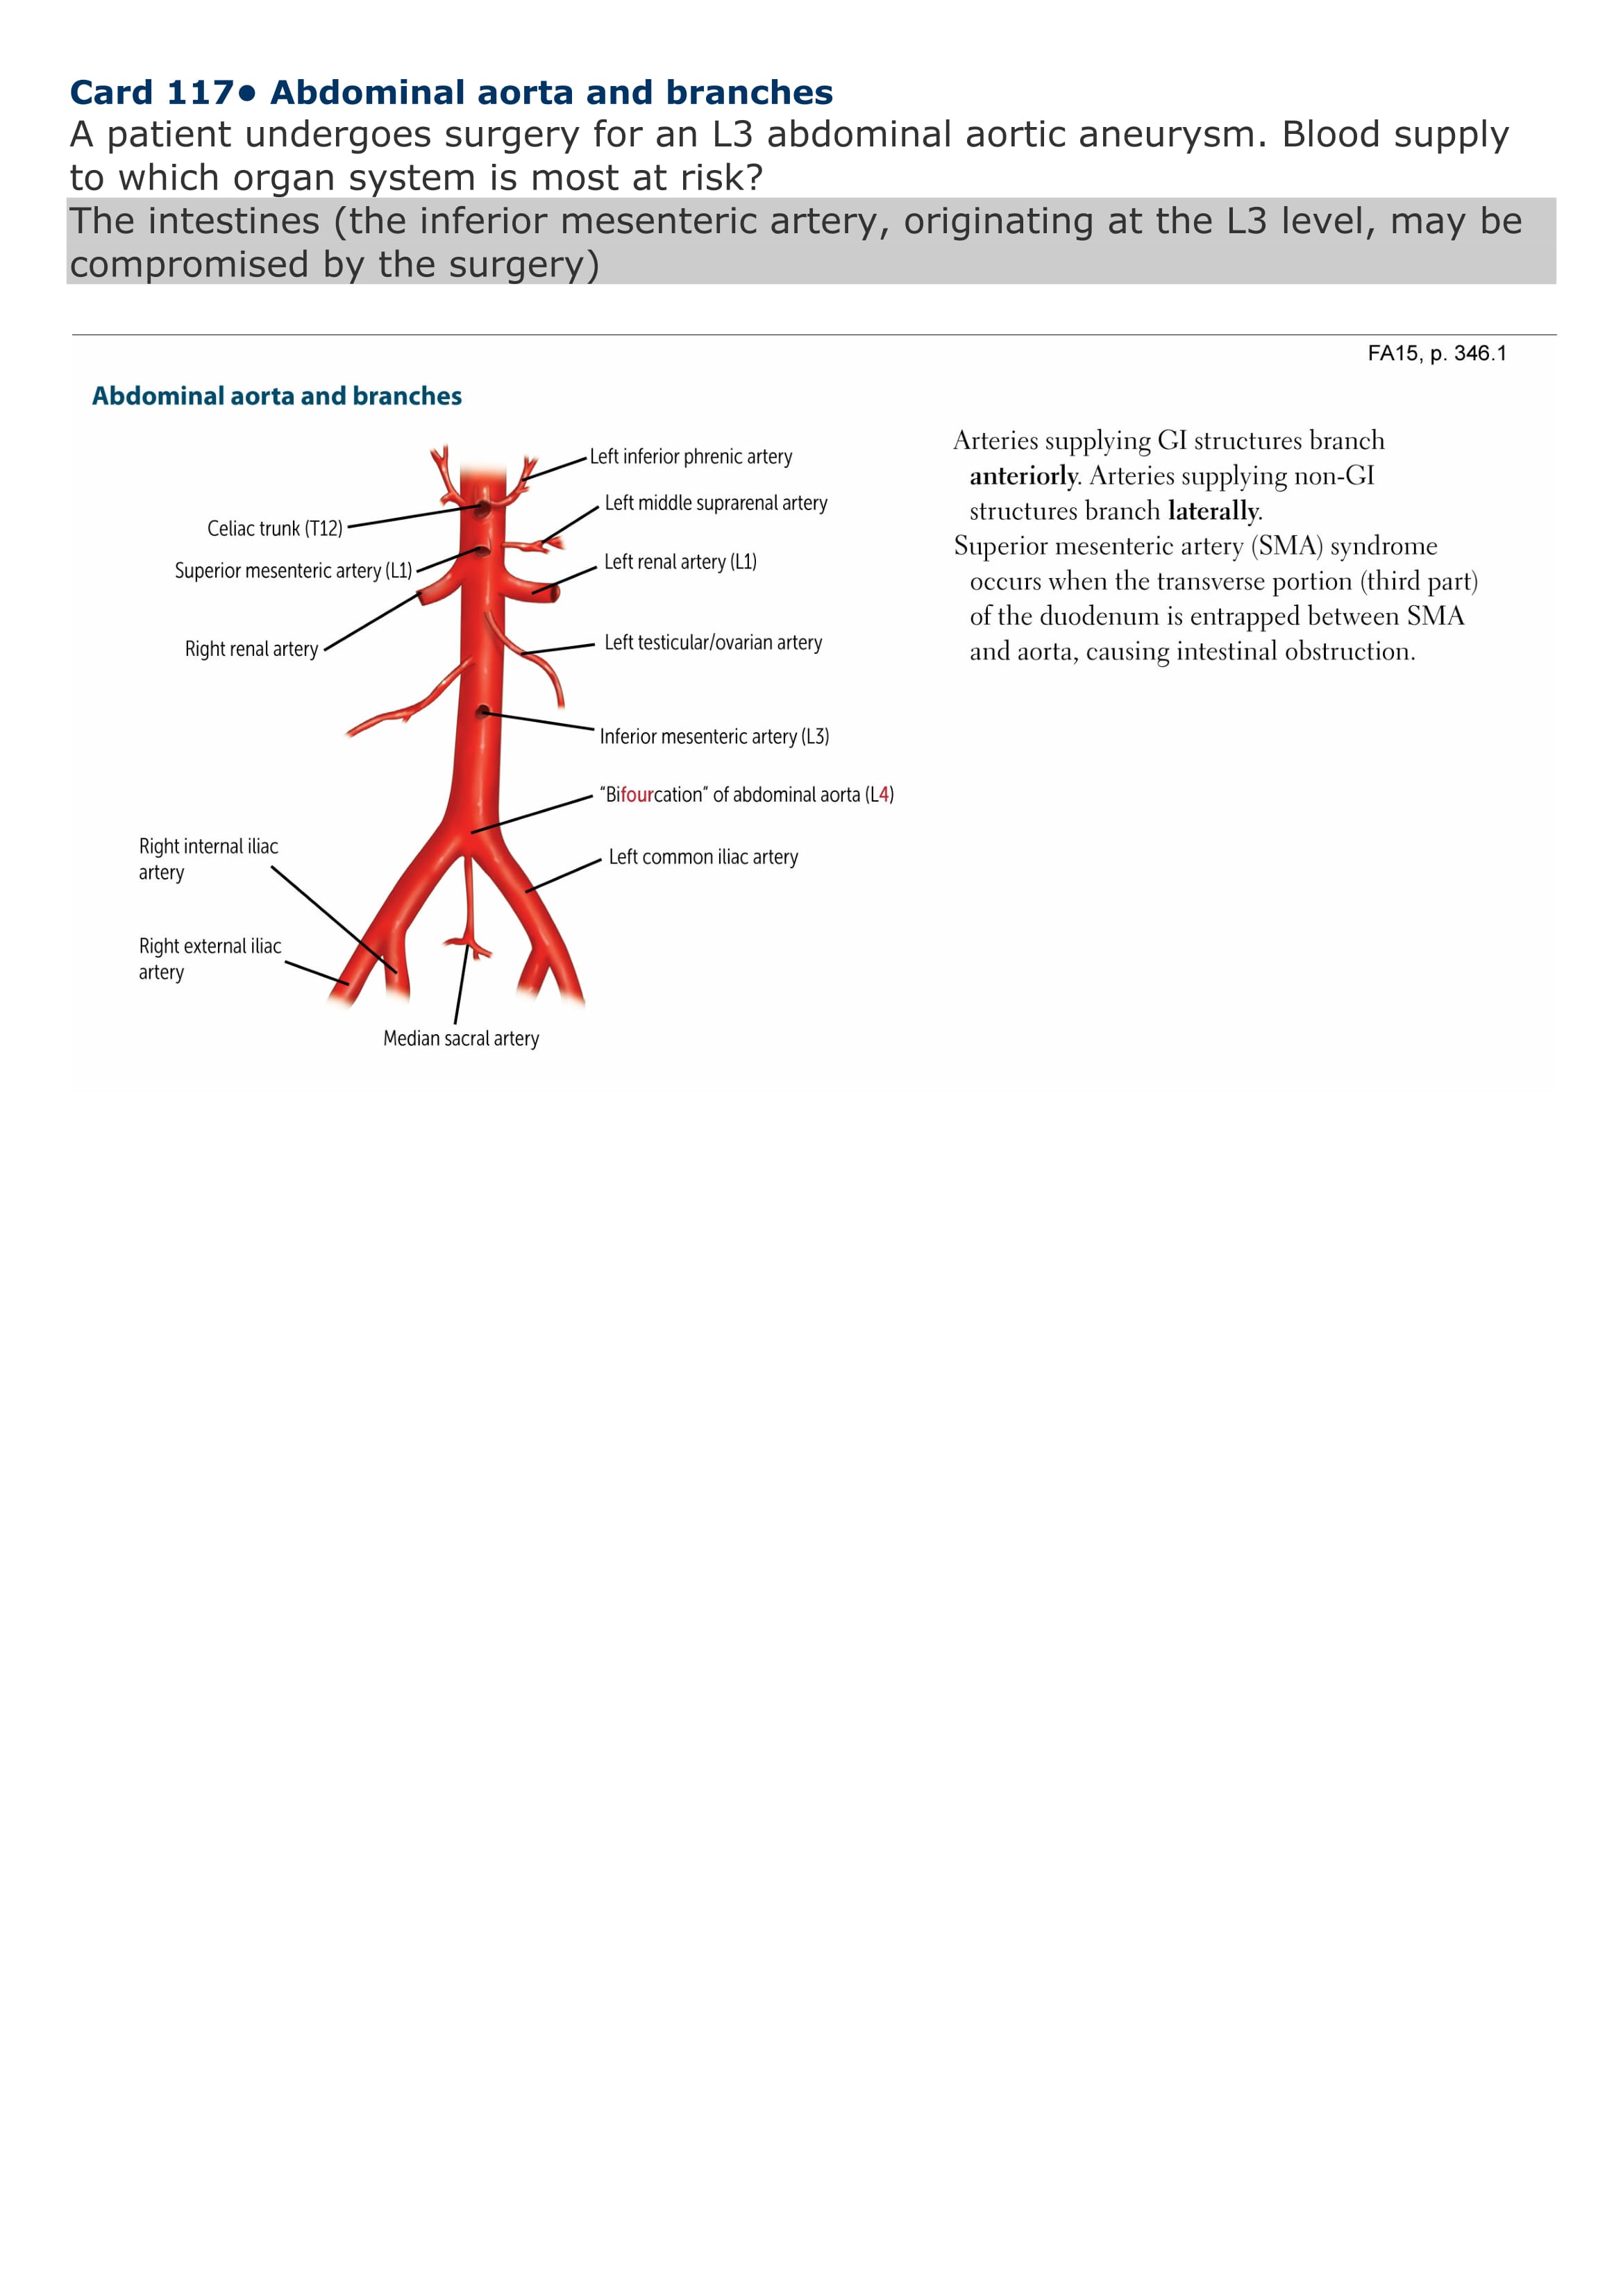 Card 117• Abdominal aorta and branches
A patient undergoes surgery for an L3 abdominal aortic aneurysm. Blood supply
to which organ system is most at risk?
The intestines (the inferior mesenteric artery, originating at the L3 level, may be
compromised by the surgery)
FA15, p. 346.1
Abdominal aorta and branches
Left inferior phrenic artery
Left middle suprarenal artery
Celiac trunk (T12)
Left renal artery (L1)
Superior mesenteric artery (L1)
Left testicular/ovarian artery
Right renal artery
Inferior mesenteric artery (L3)
"Bifourcation" of abdominal aorta (L4)
Right internal iliac
artery
Left common iliac artery
Right external iliac
artery
Median sacral artery
Arteries supplying GI structures branch
anteriorly. Arteries supplying non-GI
structures branch laterally.
Superior mesenteric artery (SMA) syndrome
occurs when the transverse portion (third part)
of the duodenum is entrapped between SMA
and aorta, causing intestinal obstruction.